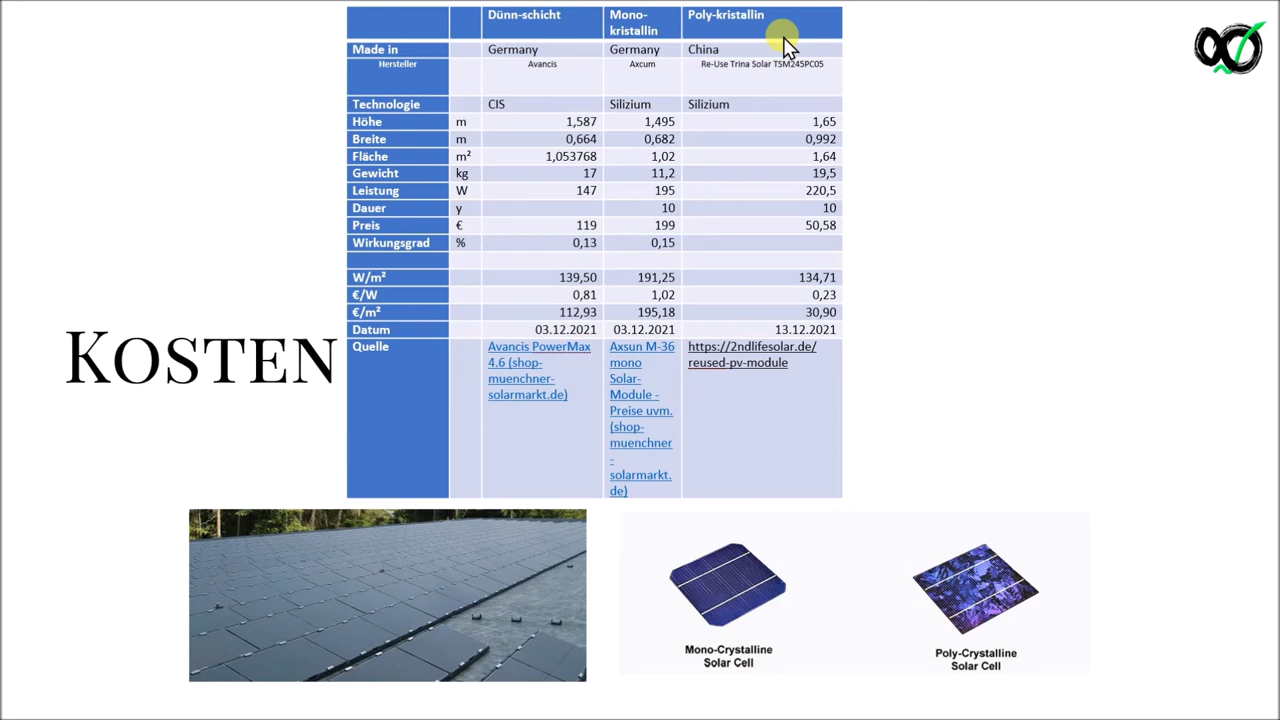 Dünn-schicht Mono-kristallin Poly-kristallin
Made in Germany Germany China
Hersteller Avancis Axcum Re-Use Trina Solar TSM245PC05
Technologie CIS Silizium Silizium
Höhe m 1,587 1,495 1,65
Breite m 0,664 0,682 0,992
Fläche m² 1,053768 1,02 1,64
Gewicht kg 17 11,2 19,5
Leistung W 147 195 220,5
Dauer y 10 10
Preis € 119 199 50,58
Wirkungsgrad % 0,13 0,15
W/m² 139,50 191,25 134,71
€/W 0,81 1,02 0,23
€/m² 112,93 195,18 30,90
Datum 03.12.2021 03.12.2021 13.12.2021
Quelle
Avancis PowerMax
4.6 (shop-
muenchner-
solarmarkt.de)
Axsun M-36
mono
Solar-
Module -
Preise uvm.
(shop-
muenchner
-
solarmarkt.
de)
https://2ndlifesolar.de/
reused-pv-module
Kosten
Mono-Crystalline
Solar Cell
Poly-Crystalline
Solar Cell